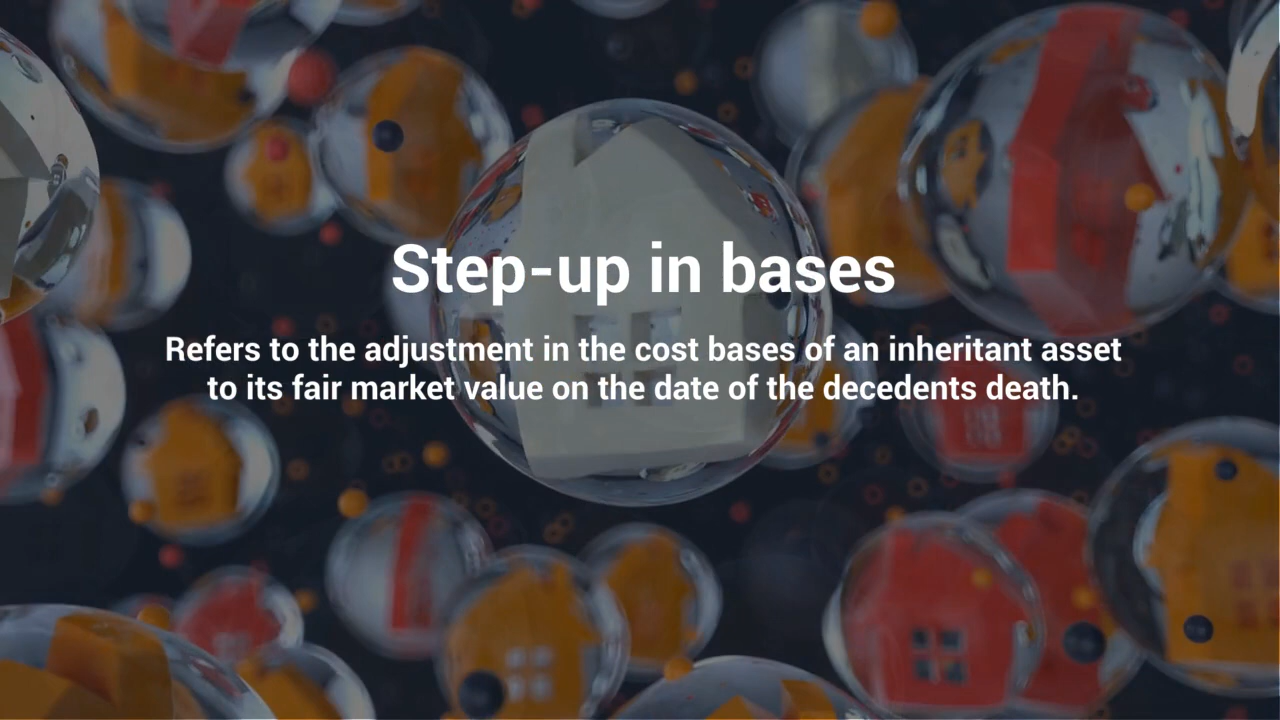 Step-up in bases
Refers to the adjustment in the cost bases of an inheritant asset
to its fair market value on the date of the decedents death.